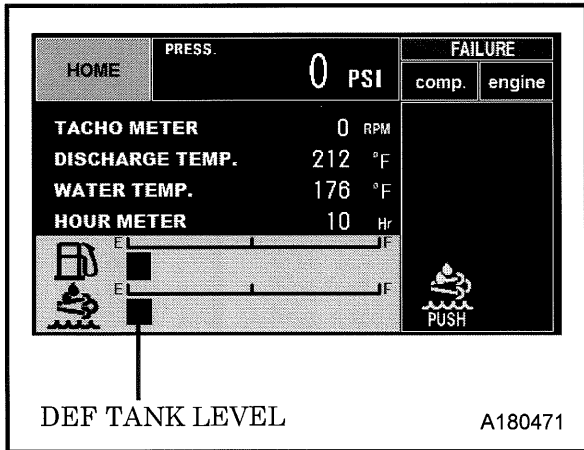 HOME
PRESS.
0 PSI
FAILURE
comp. engine
TACHO METER 0 RPM
DISCHARGE TEMP. 212 °F
WATER TEMP. 176 °F
HOUR METER 10 Hr
E F
E F
PUSH
DEF TANK LEVEL
A180471